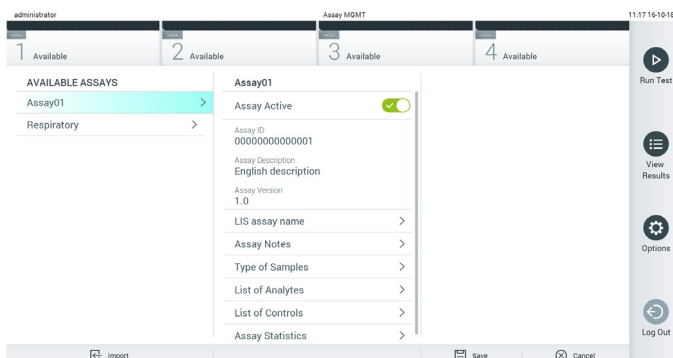 administrator Assay MGMT 11:17 16-10-18
--:-- --:-- --:-- --:--
1 Available 2 Available 3 Available 4 Available
AVAILABLE ASSAYS
Assay01
Respiratory
Assay01
Assay Active
Assay ID
00000000000001
Assay Description
English description
Assay Version
1.0
LIS assay name
Assay Notes
Type of Samples
List of Analytes
List of Controls
Assay Statistics
Run Test
View
Results
Options
Log Out
Import Save Cancel